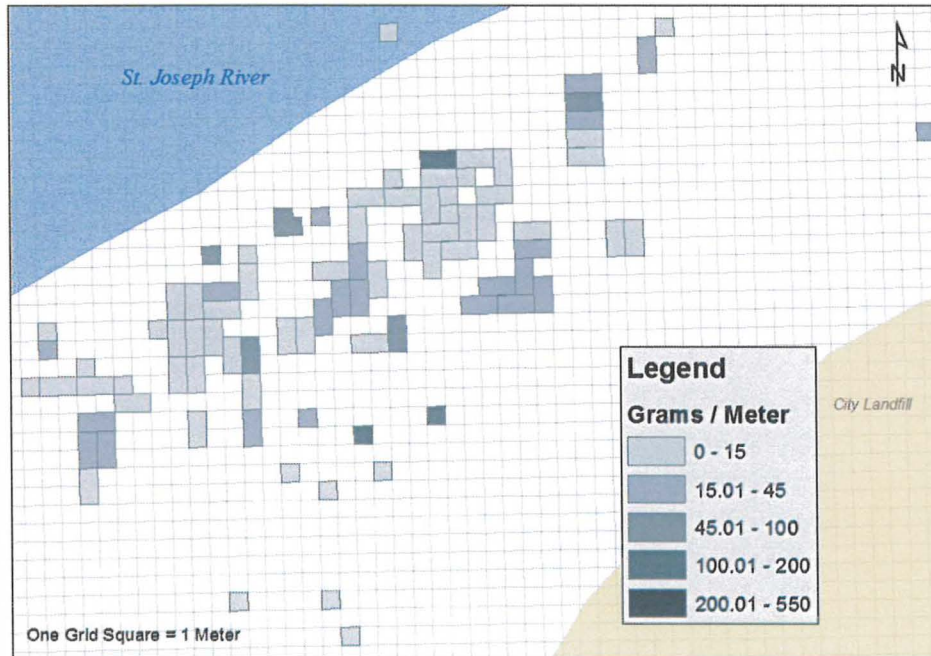 St. Joseph River
N
Legend
Grams / Meter
0 - 15
15.01 - 45
45.01 - 100
100.01 - 200
200.01 - 550
City Landfill
One Grid Square = 1 Meter